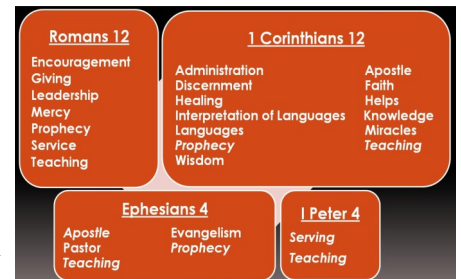 Romans 12
Encouragement
Giving
Leadership
Mercy
Prophecy
Service
Teaching
1 Corinthians 12
Administration
Discernment
Healing
Interpretation of Languages
Languages
Prophecy
Wisdom
Apostle
Faith
Helps
Knowledge
Miracles
Teaching
Ephesians 4
Apostle
Pastor
Teaching
Evangelism
Prophecy
I Peter 4
Serving
Teaching